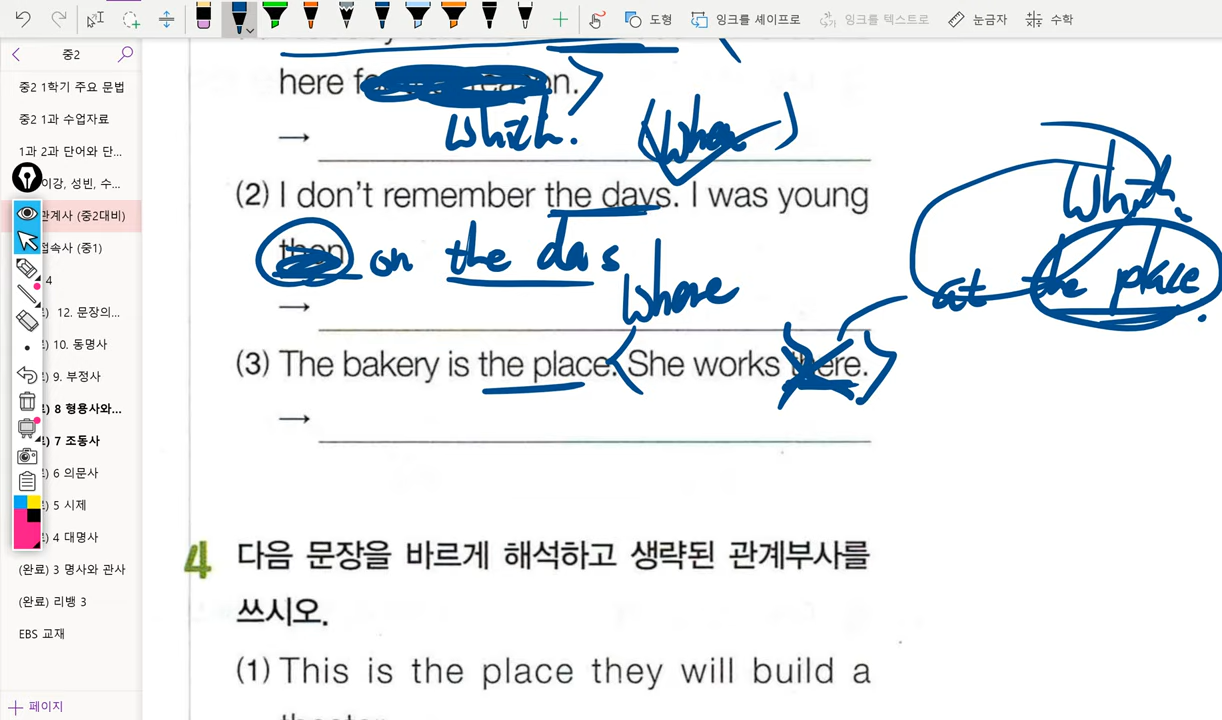 도형 잉크를 셰이프로 잉크를 텍스트로 눈금자 수학
중2
중2 1학기 주요 문법
중2 1과 수업자료
1과 2과 단어와 단...
이강, 성빈, 수...
관계사 (중2대비)
접속사 (중1)
4
12. 문장의...
) 10. 동명사
) 9. 부정사
) 8 형용사와...
) 7 조동사
) 6 의문사
) 5 시제
) 4 대명사
(완료) 3 명사와 관사
(완료) 리뱅 3
EBS 교재
페이지
here
which.
(when)
→
(2) I don't remember the days. I was young
then on the das
→
where
which.
at the place.
(3) The bakery is the place. She works there.
→
4 다음 문장을 바르게 해석하고 생략된 관계부사를
쓰시오.
(1) This is the place they will build a